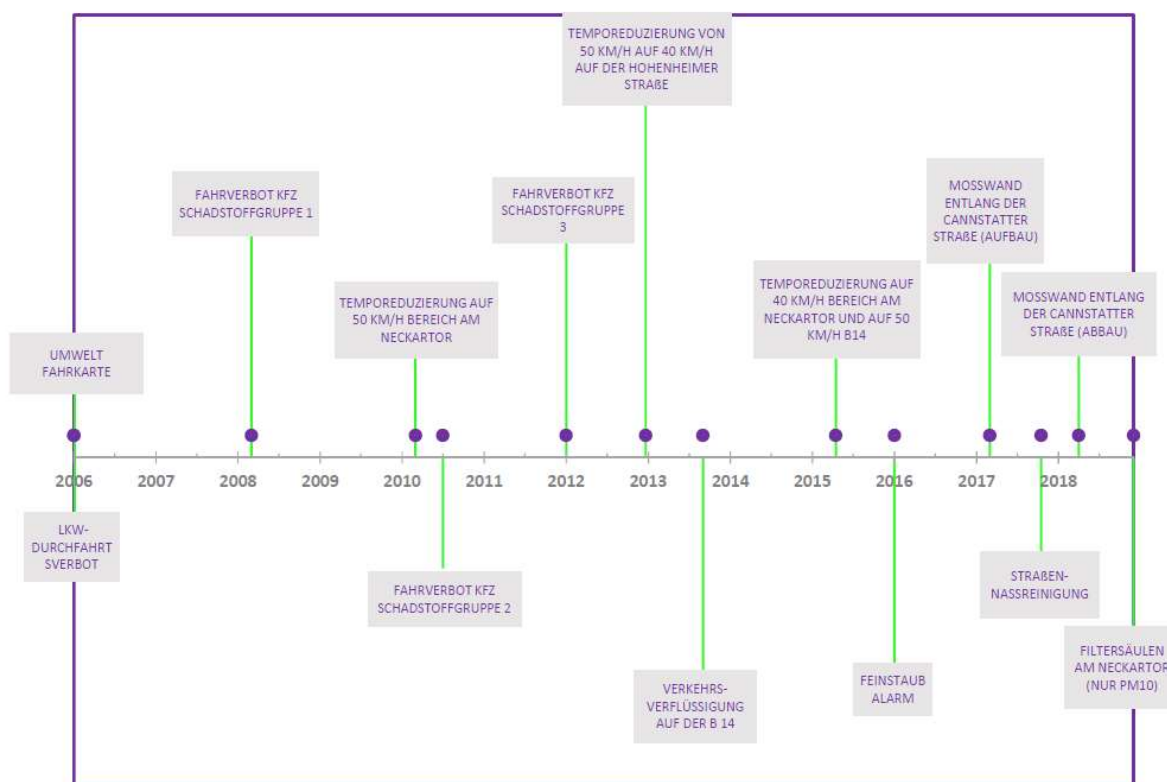 TEMPOREDUZIERUNG VON
50 KM/H AUF 40 KM/H
AUF DER HOHENHEIMER
STRAßE
FAHRVERBOT KFZ
SCHADSTOFFGRUPPE 1
FAHRVERBOT KFZ
SCHADSTOFFGRUPPE
3
MOSSWAND
ENTLANG DER
CANNSTATTER
STRAßE (AUFBAU)
TEMPOREDUZIERUNG AUF
50 KM/H BEREICH AM
NECKARTOR
TEMPOREDUZIERUNG AUF
40 KM/H BEREICH AM
NECKARTOR UND AUF 50
KM/H B14
MOSSWAND ENTLANG
DER CANNSTATTER
STRAßE (ABBAU)
UMWELT
FAHRKARTE
2006 2007 2008 2009 2010 2011 2012 2013 2014 2015 2016 2017 2018
LKW-
DURCHFAHRT
SVERBOT
FAHRVERBOT KFZ
SCHADSTOFFGRUPPE 2
STRAßEN-
NASSREINIGUNG
VERKEHRS-
VERFLÜSSIGUNG
AUF DER B 14
FEINSTAUB
ALARM
FILTERSÄULEN
AM NECKARTOR
(NUR PM10)